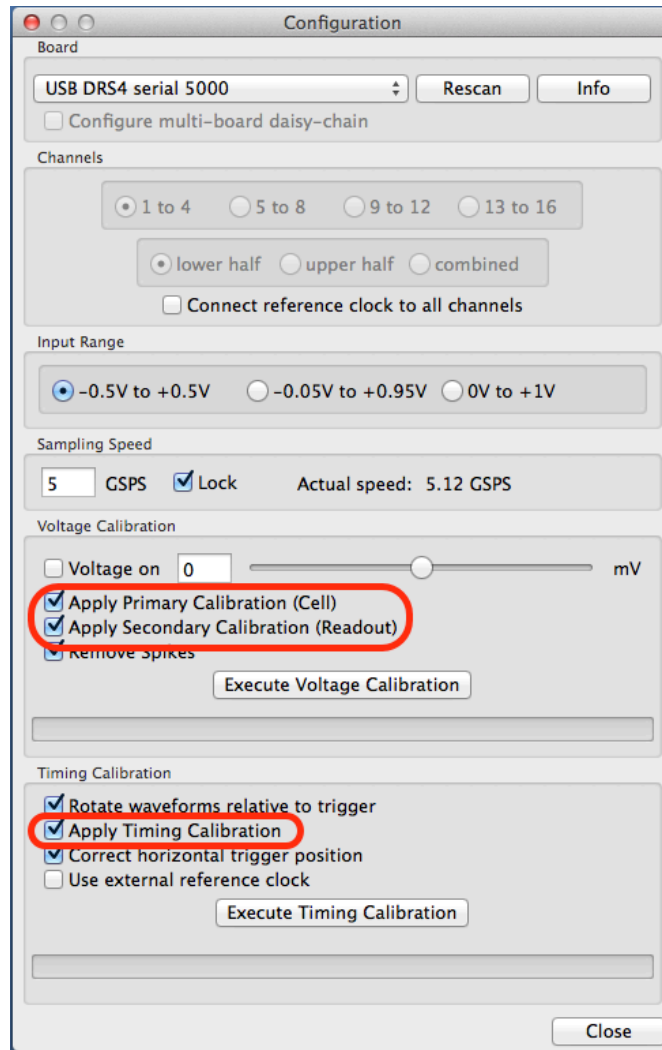 Configuration
Board
USB DRS4 serial 5000 Rescan Info
Configure multi-board daisy-chain
Channels
1 to 4 5 to 8 9 to 12 13 to 16
lower half upper half combined
Connect reference clock to all channels
Input Range
-0.5V to +0.5V -0.05V to +0.95V 0V to +1V
Sampling Speed
5 GSPS Lock Actual speed: 5.12 GSPS
Voltage Calibration
Voltage on 0 mV
Apply Primary Calibration (Cell)
Apply Secondary Calibration (Readout)
Remove Spikes
Execute Voltage Calibration
Timing Calibration
Rotate waveforms relative to trigger
Apply Timing Calibration
Correct horizontal trigger position
Use external reference clock
Execute Timing Calibration
Close